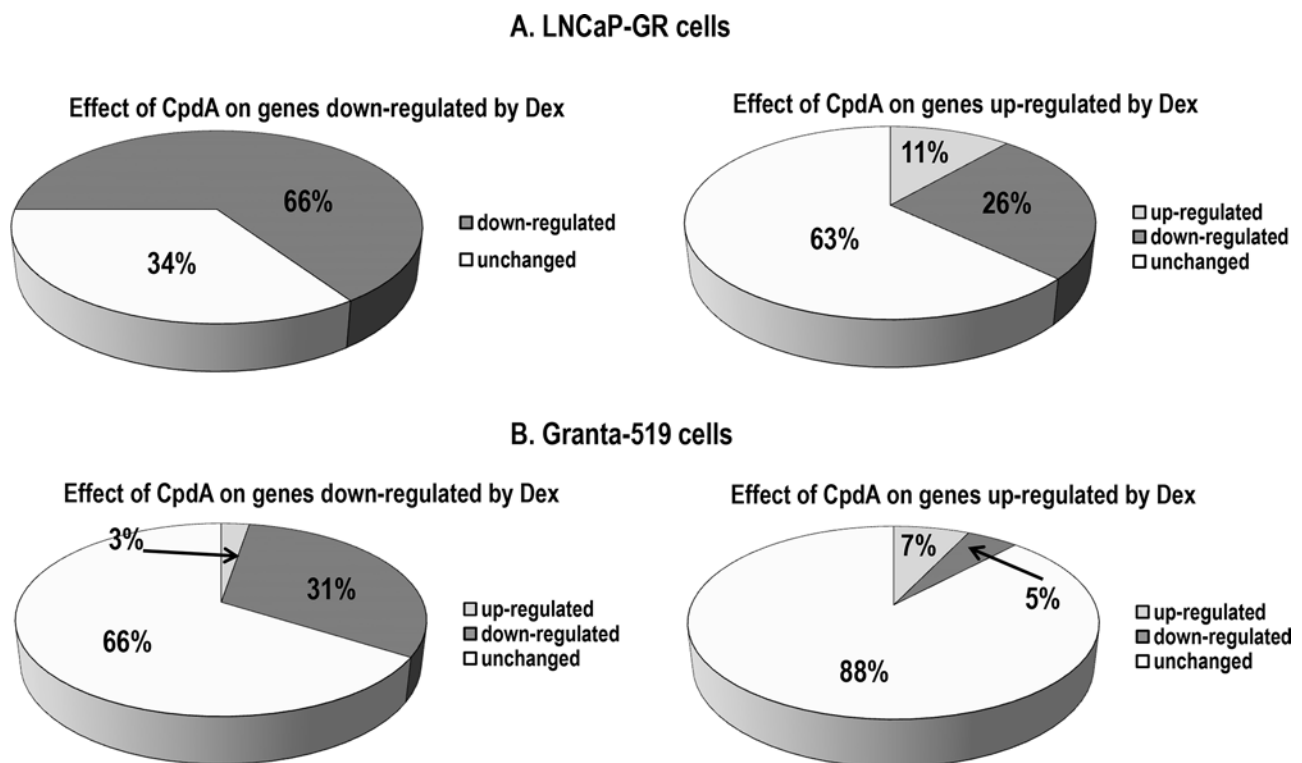 A. LNCaP-GR cells
Effect of CpdA on genes down-regulated by Dex
66%
34%
down-regulated
unchanged
Effect of CpdA on genes up-regulated by Dex
11%
26%
63%
up-regulated
down-regulated
unchanged
B. Granta-519 cells
Effect of CpdA on genes down-regulated by Dex
3%
31%
66%
up-regulated
down-regulated
unchanged
Effect of CpdA on genes up-regulated by Dex
7%
5%
88%
up-regulated
down-regulated
unchanged